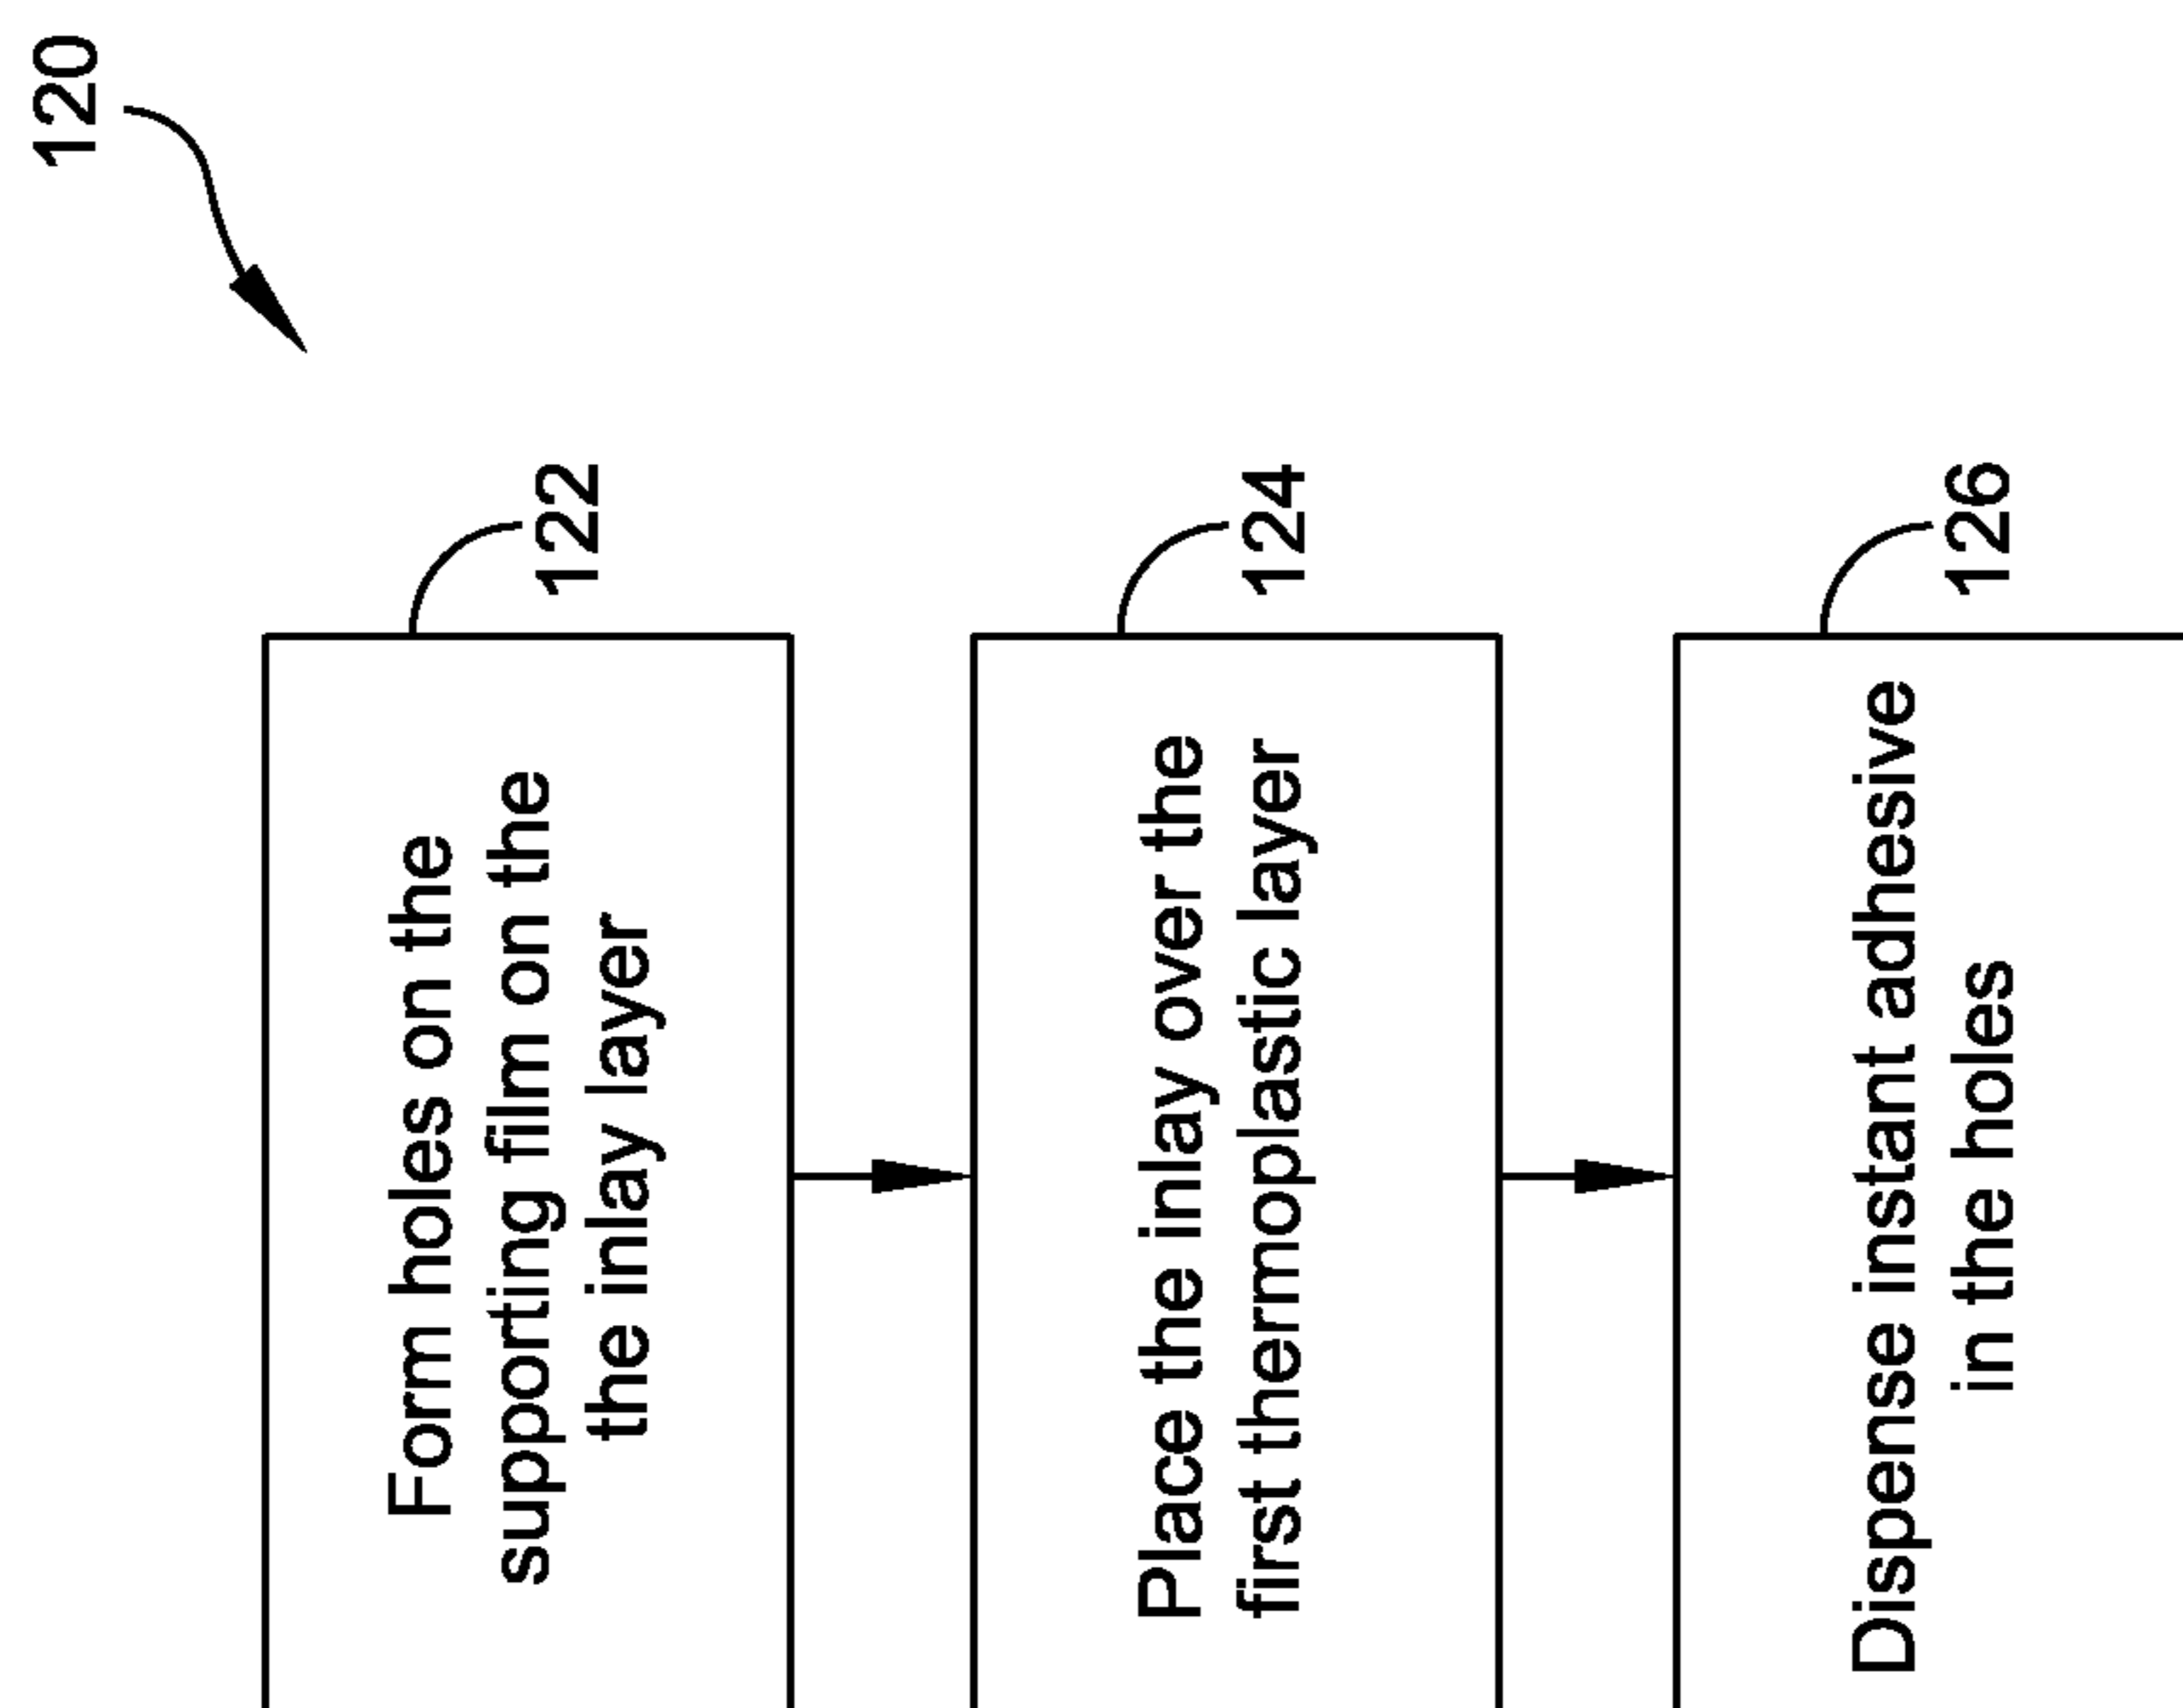 120
Form holes on the
supporting film on the
the inlay layer
122
Place the inlay over the
first thermoplastic layer
124
Dispense instant adhesive
in the holes
126